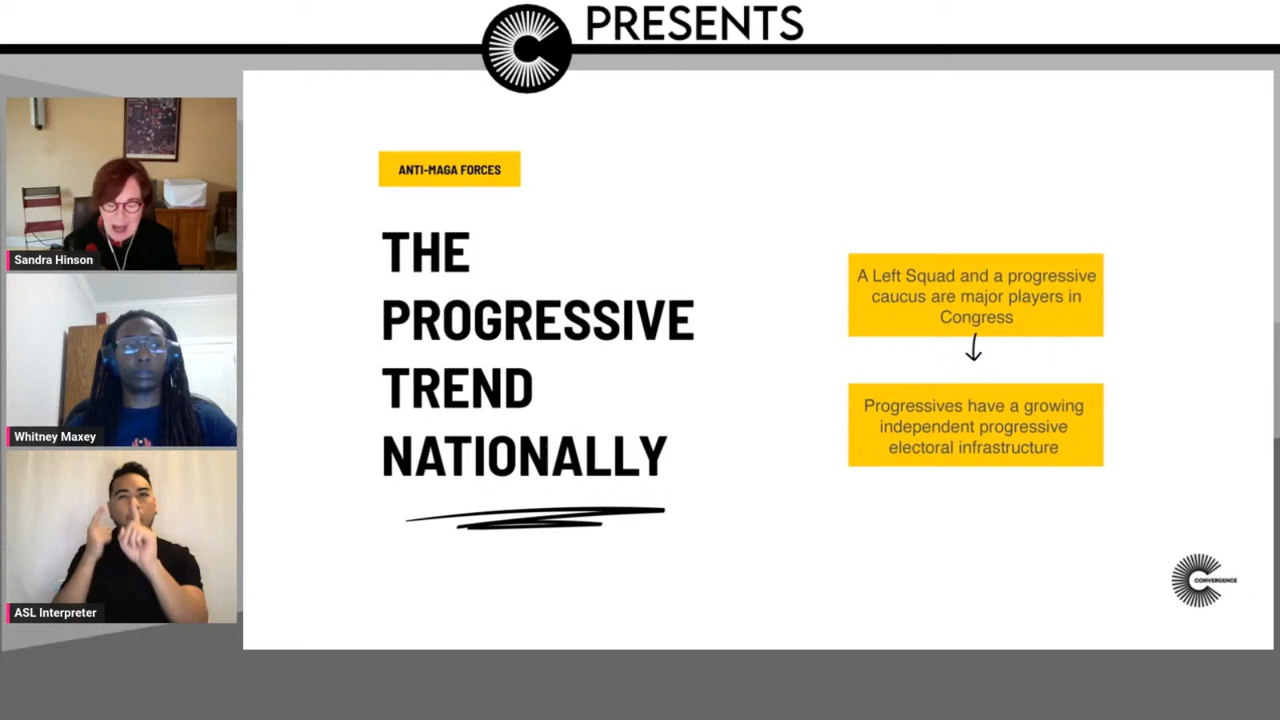 PRESENTS
Sandra Hinson
Whitney Maxey
ASL Interpreter
ANTI-MAGA FORCES
THE
PROGRESSIVE
TREND
NATIONALLY
A Left Squad and a progressive
caucus are major players in
Congress
Progressives have a growing
independent progressive
electoral infrastructure
CONVERGENCE